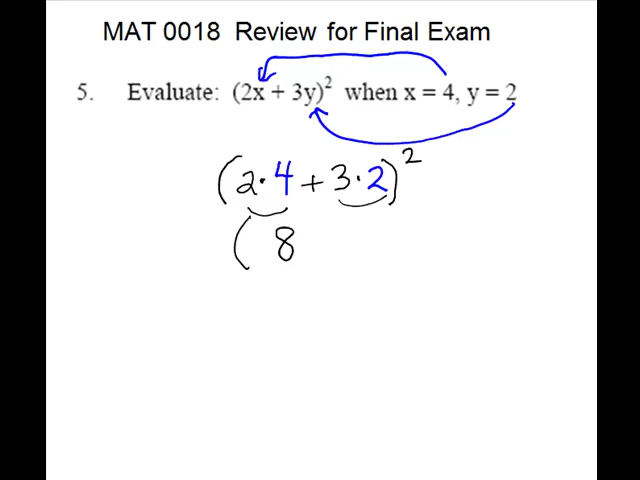 MAT 0018 Review for Final Exam
5. Evaluate: (2x + 3y)² when x = 4, y = 2
(2·4 + 3·2)²
( 8